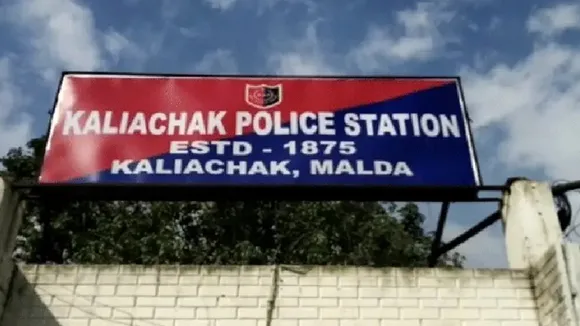 KALIACHAK POLICE STATION
ESTD - 1875
KALIACHAK, MALDA